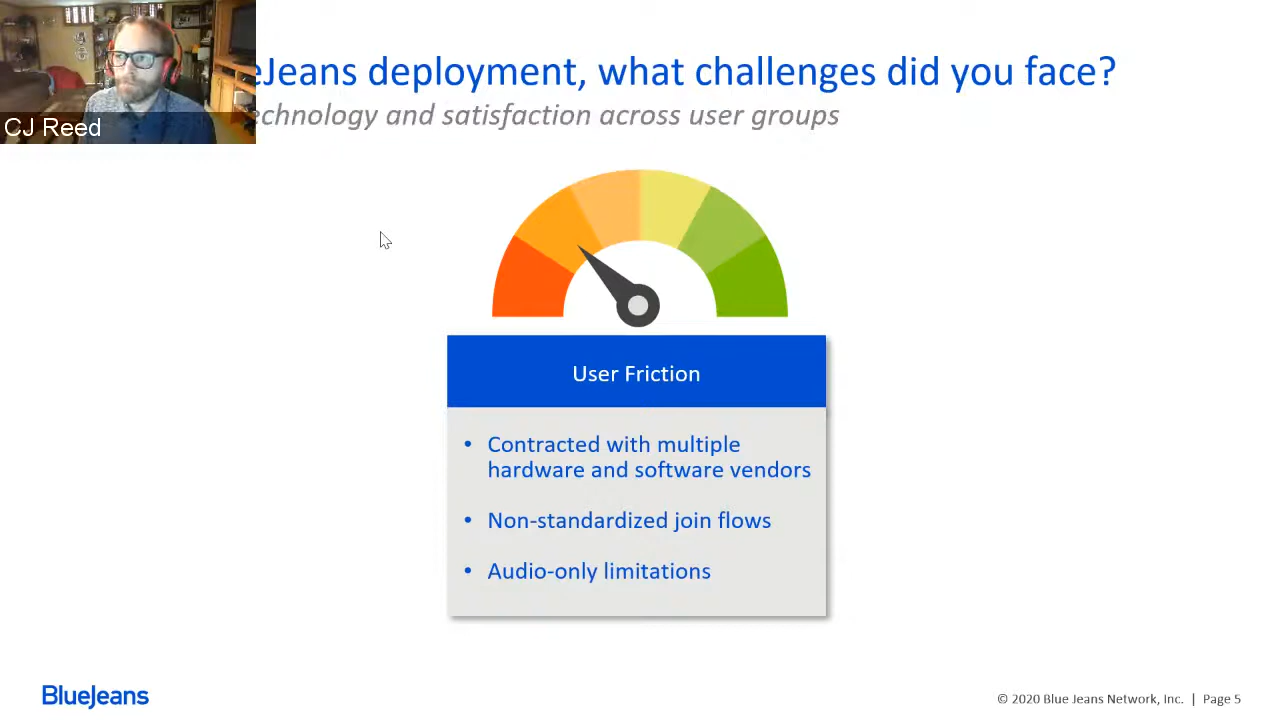 eJeans deployment, what challenges did you face?
echnology and satisfaction across user groups
CJ Reed
User Friction
• Contracted with multiple
hardware and software vendors
• Non-standardized join flows
• Audio-only limitations
BlueJeans
© 2020 Blue Jeans Network, Inc. | Page 5